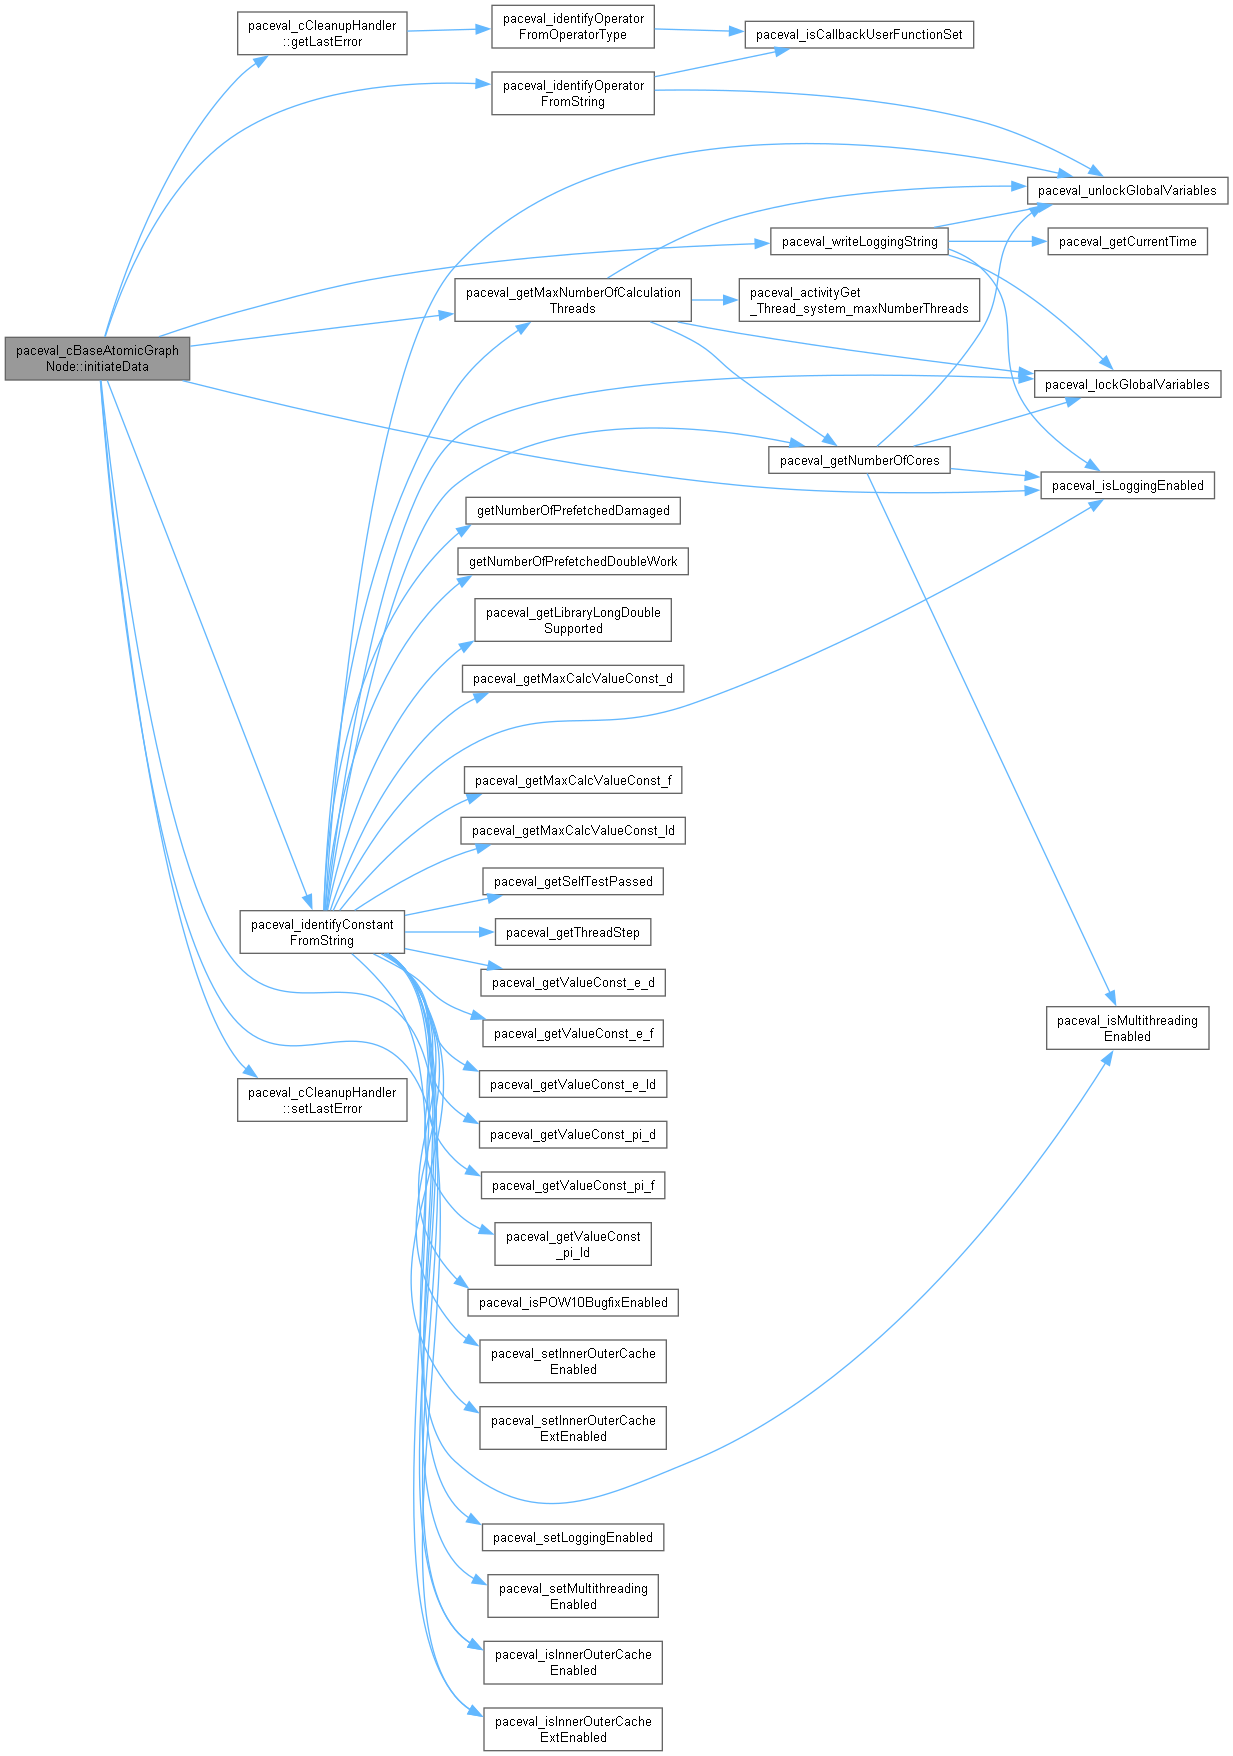 paceval_cCleanupHandler
::getLastError
paceval_identifyOperator
FromOperatorType
paceval_isCallbackUserFunctionSet
paceval_identifyOperator
FromString
paceval_unlockGlobalVariables
paceval_writeLoggingString
paceval_getCurrentTime
paceval_getMaxNumberOfCalculation
Threads
paceval_activityGet
_Thread_system_maxNumberThreads
paceval_cBaseAtomicGraph
Node::initiateData
paceval_lockGlobalVariables
paceval_getNumberOfCores
paceval_isLoggingEnabled
getNumberOfPrefetchedDamaged
getNumberOfPrefetchedDoubleWork
paceval_getLibraryLongDouble
Supported
paceval_getMaxCalcValueConst_d
paceval_getMaxCalcValueConst_f
paceval_getMaxCalcValueConst_ld
paceval_getSelfTestPassed
paceval_identifyConstant
FromString
paceval_getThreadStep
paceval_getValueConst_e_d
paceval_getValueConst_e_f
paceval_isMultithreading
Enabled
paceval_getValueConst_e_ld
paceval_cCleanupHandler
::setLastError
paceval_getValueConst_pi_d
paceval_getValueConst_pi_f
paceval_getValueConst
_pi_ld
paceval_isPOW10BugfixEnabled
paceval_setInnerOuterCache
Enabled
paceval_setInnerOuterCache
ExtEnabled
paceval_setLoggingEnabled
paceval_setMultithreading
Enabled
paceval_isInnerOuterCache
Enabled
paceval_isInnerOuterCache
ExtEnabled